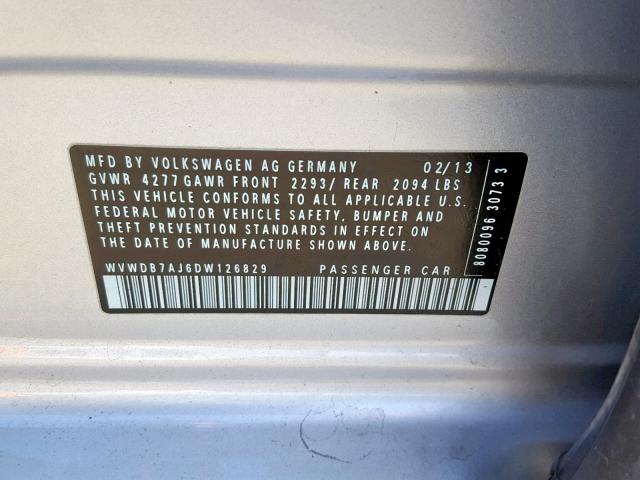 MFD BY VOLKSWAGEN AG GERMANY 02/13
GVWR 4277 GAWR FRONT 2293/ REAR 2094 LBS
THIS VEHICLE CONFORMS TO ALL APPLICABLE U.S.
FEDERAL MOTOR VEHICLE SAFETY, BUMPER AND
THEFT PREVENTION STANDARDS IN EFFECT ON
THE DATE OF MANUFACTURE SHOWN ABOVE.
WVWDB7AJ6DW126829 PASSENGER CAR
8080096 3073 3